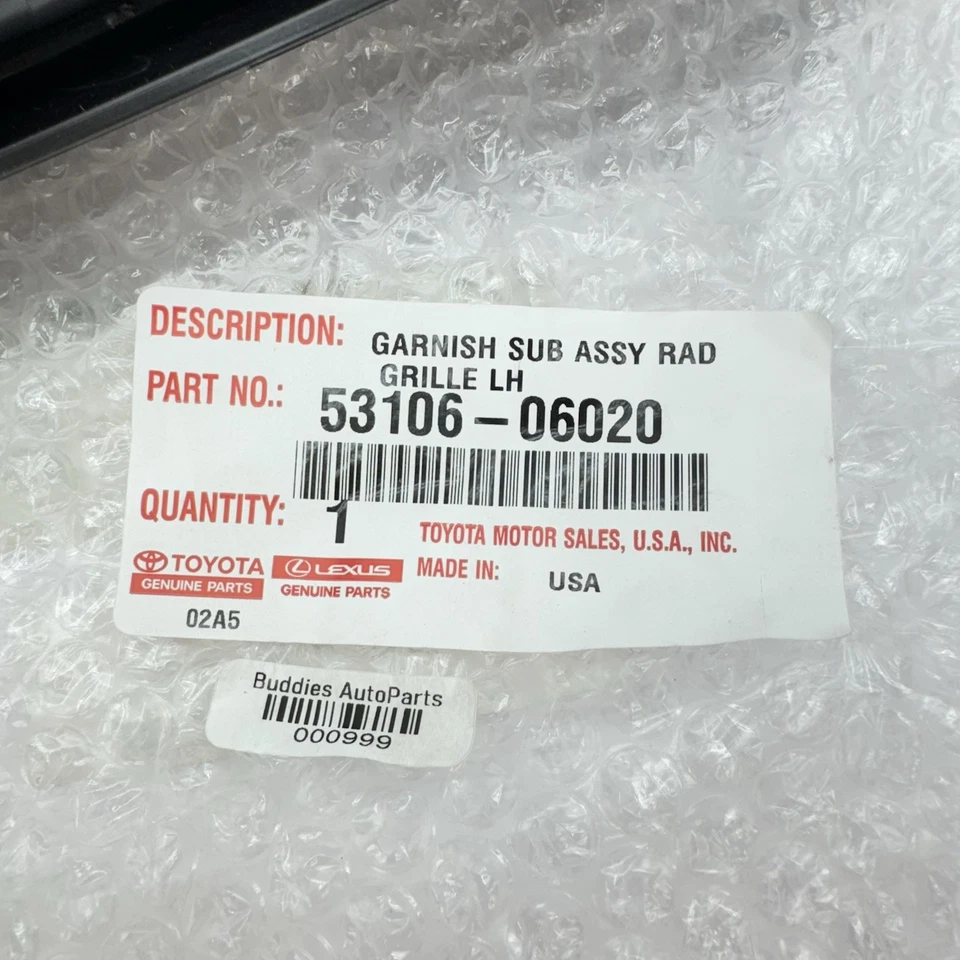 DESCRIPTION: GARNISH SUB ASSY RAD
GRILLE LH
PART NO.: 53106-06020
QUANTITY: 1
TOYOTA MOTOR SALES, U.S.A., INC.
TOYOTA
GENUINE PARTS
LEXUS
GENUINE PARTS
MADE IN: USA
02A5
Buddies AutoParts
000999